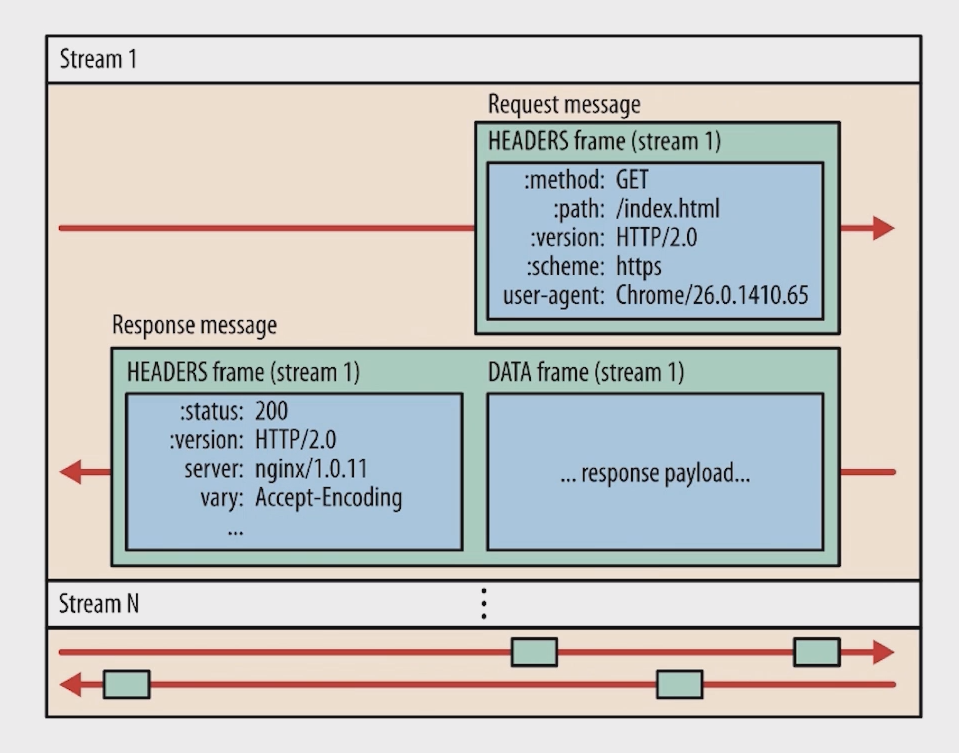 Stream 1
Request message
HEADERS frame (stream 1)
:method: GET
:path: /index.html
:version: HTTP/2.0
:scheme: https
user-agent: Chrome/26.0.1410.65
Response message
HEADERS frame (stream 1)
:status: 200
:version: HTTP/2.0
server: nginx/1.0.11
vary: Accept-Encoding
...
DATA frame (stream 1)
... response payload...
Stream N